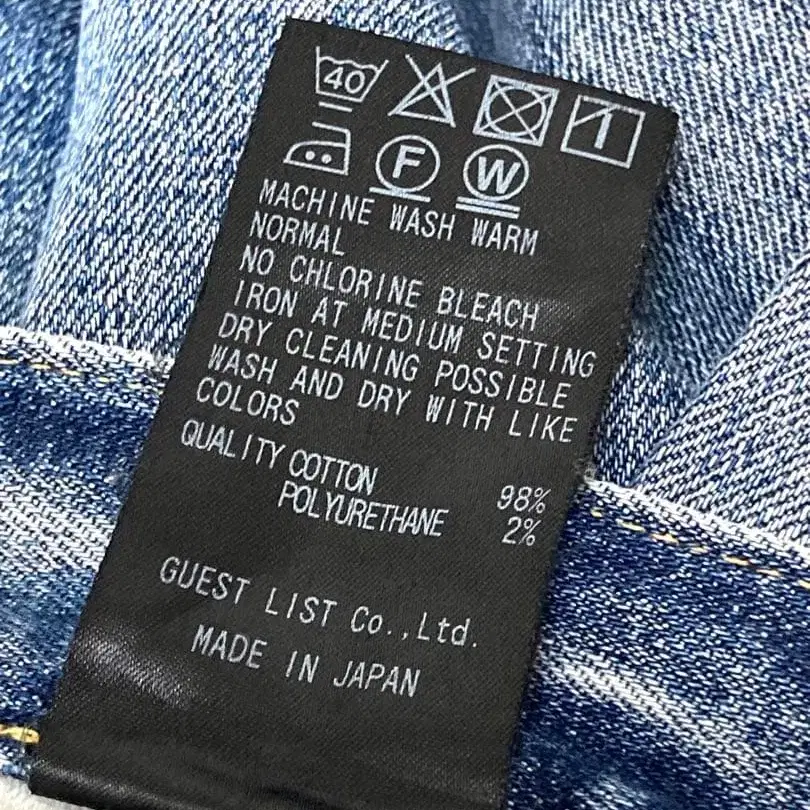 40
F W
MACHINE WASH WARM
NORMAL
NO CHLORINE BLEACH
IRON AT MEDIUM SETTING
DRY CLEANING POSSIBLE
WASH AND DRY WITH LIKE
COLORS
QUALITY COTTON 98%
POLYURETHANE 2%
GUEST LIST Co.,Ltd.
MADE IN JAPAN